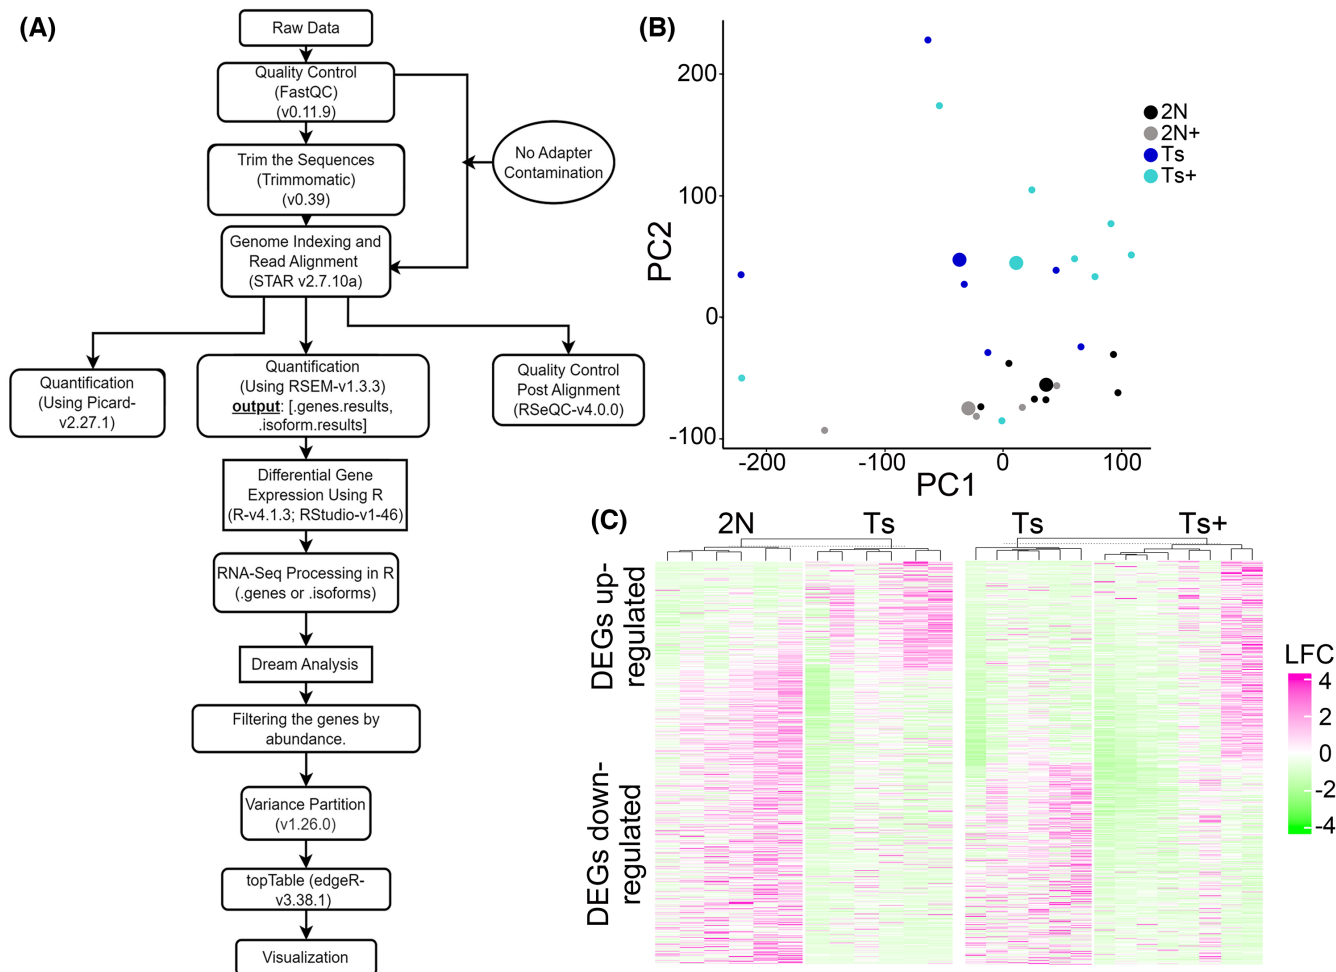 (A)
Raw Data
Quality Control
(FastQC)
(v0.11.9)
Trim the Sequences
(Trimmomatic)
(v0.39)
No Adapter
Contamination
Genome Indexing and
Read Alignment
(STAR v2.7.10a)
Quantification
(Using Picard-
v2.27.1)
Quantification
(Using RSEM-v1.3.3)
output: [.genes.results,
.isoform.results]
Quality Control
Post Alignment
(RSeQC-v4.0.0)
Differential Gene
Expression Using R
(R-v4.1.3; RStudio-v1-46)
RNA-Seq Processing in R
(.genes or .isoforms)
Dream Analysis
Filtering the genes by
abundance.
Variance Partition
(v1.26.0)
topTable (edgeR-
v3.38.1)
Visualization
(B)
PC2
200
100
0
-100
-200
-100
0
100
PC1
2N
2N+
Ts
Ts+
(C)
2N
Ts
Ts
Ts+
DEGs up-
regulated
DEGs down-
regulated
LFC
4
2
0
-2
-4